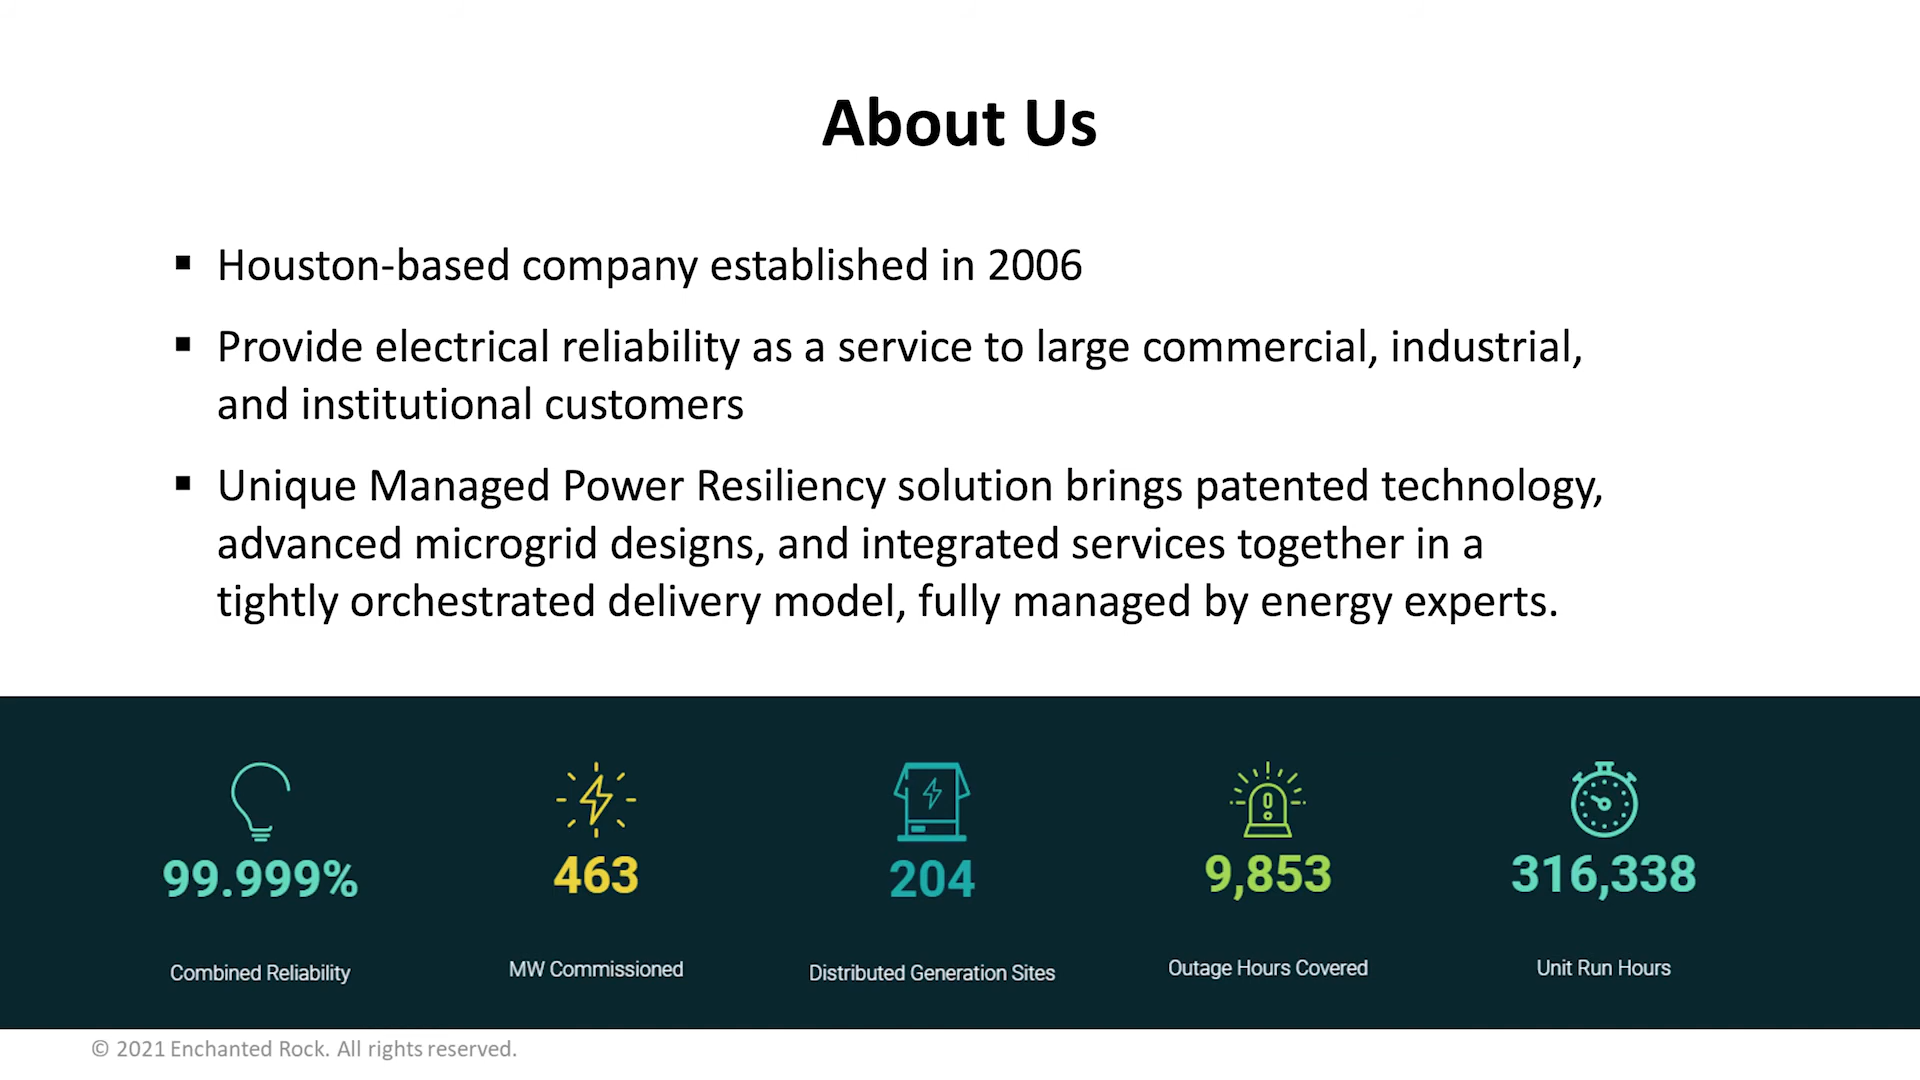 About Us
▪ Houston-based company established in 2006
▪ Provide electrical reliability as a service to large commercial, industrial,
and institutional customers
▪ Unique Managed Power Resiliency solution brings patented technology,
advanced microgrid designs, and integrated services together in a
tightly orchestrated delivery model, fully managed by energy experts.
99.999%
Combined Reliability
463
MW Commissioned
204
Distributed Generation Sites
9,853
Outage Hours Covered
316,338
Unit Run Hours
© 2021 Enchanted Rock. All rights reserved.